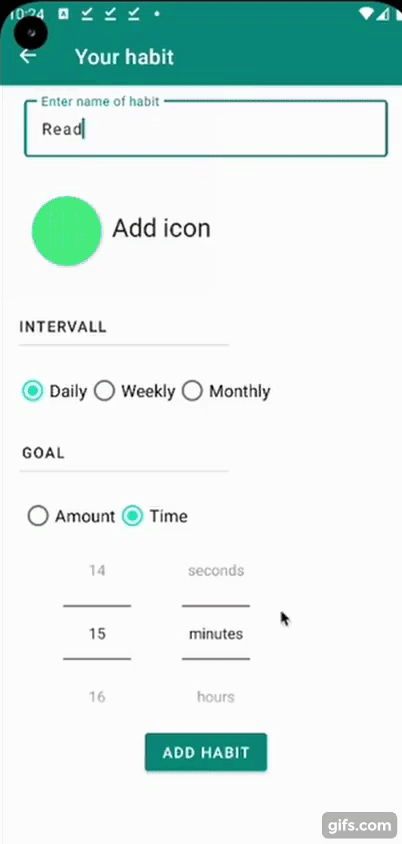 10:24
Your habit
Enter name of habit
Read
Add icon
INTERVALL
Daily Weekly Monthly
GOAL
Amount Time
14 seconds
15 minutes
16 hours
ADD HABIT
gifs.com